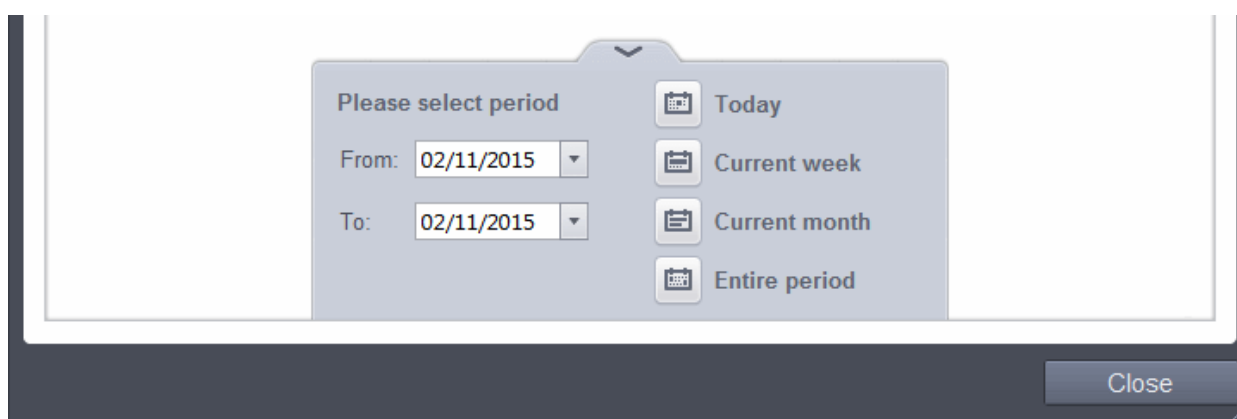 Please select period
From: 02/11/2015
To: 02/11/2015
Today
Current week
Current month
Entire period
Close